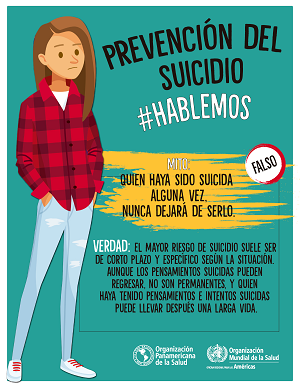 PREVENCIÓN DEL
SUICIDIO
#HABLEMOS
MITO:
QUIEN HAYA SIDO SUICIDA
ALGUNA VEZ,
NUNCA DEJARÁ DE SERLO.
FALSO
VERDAD: EL MAYOR RIESGO DE SUICIDIO SUELE SER
DE CORTO PLAZO Y ESPECÍFICO SEGÚN LA SITUACIÓN.
AUNQUE LOS PENSAMIENTOS SUICIDAS PUEDEN
REGRESAR, NO SON PERMANENTES, Y QUIEN
HAYA TENIDO PENSAMIENTOS E INTENTOS SUICIDAS
PUEDE LLEVAR DESPUÉS UNA LARGA VIDA.
Organización
Panamericana
de la Salud
Organización
Mundial de la Salud
Américas